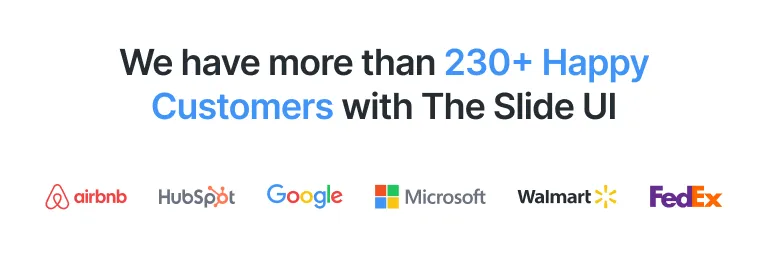 We have more than 230+ Happy
Customers with The Slide UI
airbnb HubSpot Google Microsoft Walmart FedEx